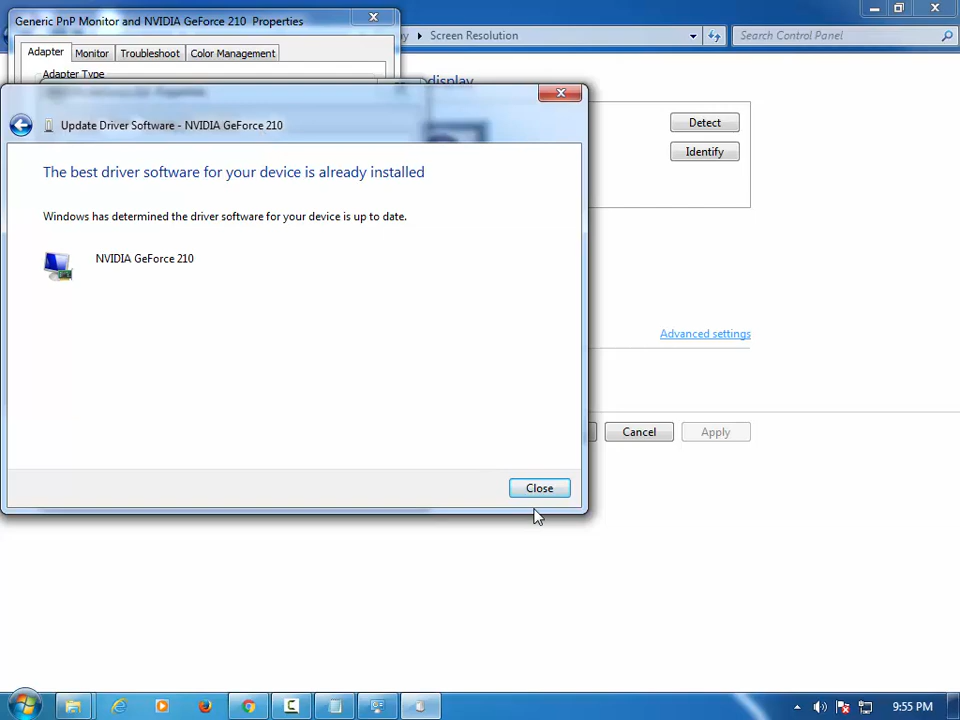 Generic PnP Monitor and NVIDIA GeForce 210 Properties
Screen Resolution
Search Control Panel
Adapter
Monitor
Troubleshoot
Color Management
Adapter Type
display
Detect
Update Driver Software - NVIDIA GeForce 210
Identify
The best driver software for your device is already installed
Windows has determined the driver software for your device is up to date.
NVIDIA GeForce 210
Advanced settings
Cancel
Apply
Close
9:55 PM